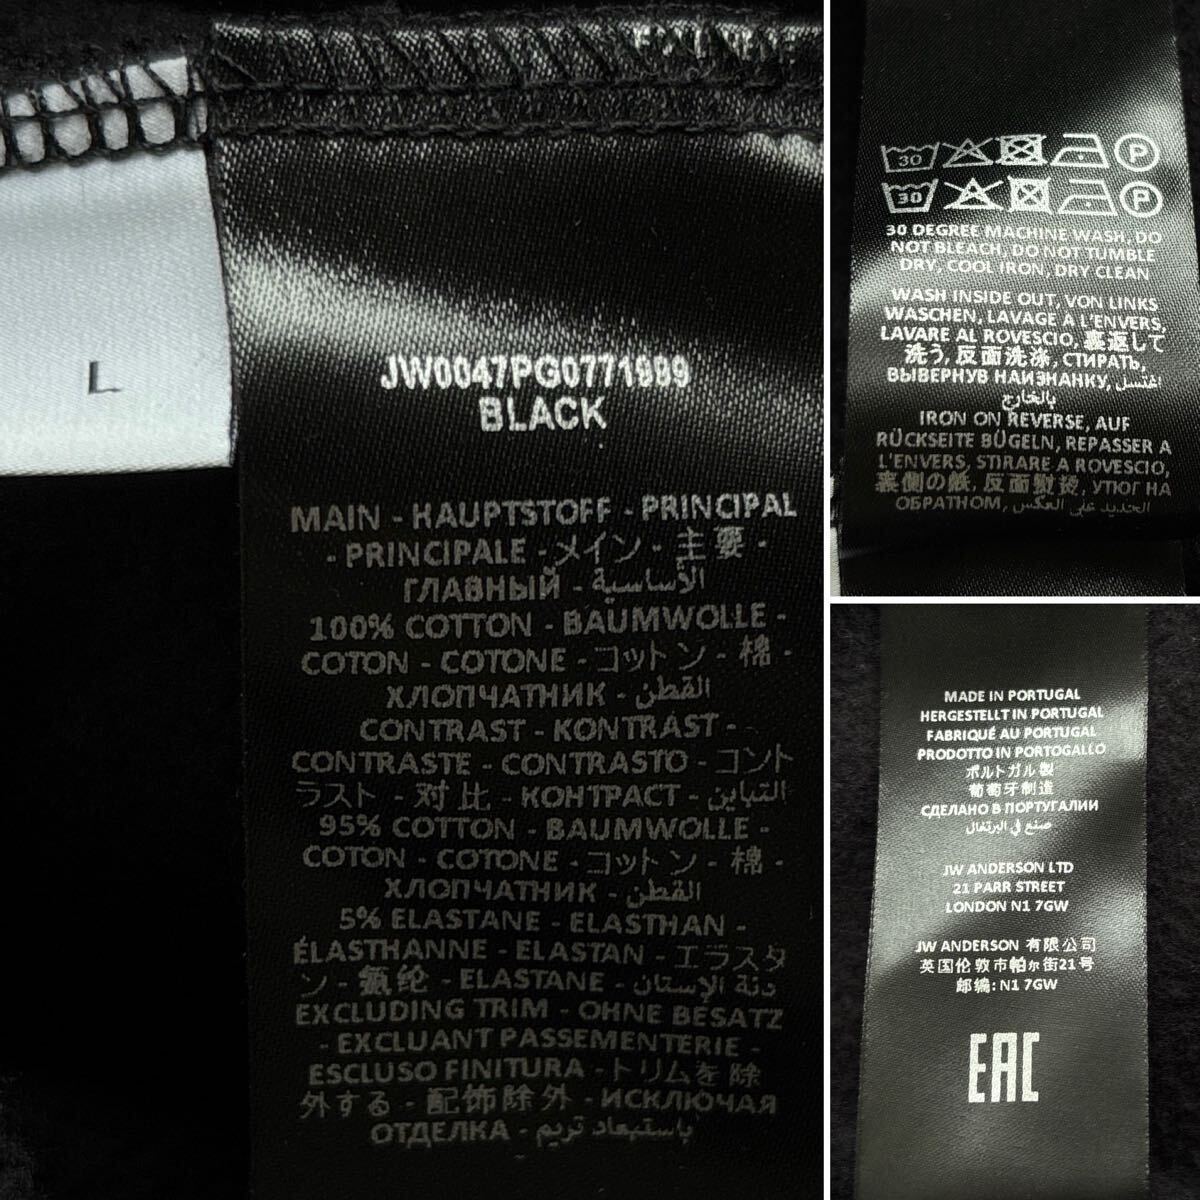 L
JW0047PG0771989
BLACK
MAIN - HAUPTSTOFF - PRINCIPAL
- PRINCIPALE - メイン - 主要 -
ГЛАВНЫЙ - الأساسية
100% COTTON - BAUMWOLLE -
COTON - COTONE - コットン - 棉 -
ХЛОПЧАТНИК - القطن
CONTRAST - KONTRAST -
CONTRASTE - CONTRASTO - コント
ラスト - 对比 - КОНТРАСТ - التباين
95% COTTON - BAUMWOLLE -
COTON - COTONE - コットン - 棉 -
ХЛОПЧАТНИК - القطن
5% ELASTANE - ELASTHAN -
ÉLASTHANNE - ELASTAN - エラスタ
ン - 氨纶 - ELASTANE - دنة الإستان
EXCLUDING TRIM - OHNE BESATZ
- EXCLUANT PASSEMENTERIE -
ESCLUSO FINITURA - トリムを除
外する - 配饰除外 - ИСКЛЮЧАЯ
ОТДЕЛКА - باستبعاد تريم
30
30
30 DEGREE MACHINE WASH, DO
NOT BLEACH, DO NOT TUMBLE
DRY, COOL IRON, DRY CLEAN
WASH INSIDE OUT, VON LINKS
WASCHEN, LAVAGE A L'ENVERS,
LAVARE AL ROVESCIO, 裏返して
洗う, 反面洗涤, СТИРАТЬ,
ВЫВЕРНУВ НАИЗНАНКУ, اغتسل
بالخارج
IRON ON REVERSE, AUF
RÜCKSEITE BÜGELN, REPASSER A
L'ENVERS, STIRARE A ROVESCIO,
裏側の鉄, 反面熨烫, УТЮГ НА
ОБРАТНОМ, الحديد على العكس
MADE IN PORTUGAL
HERGESTELLT IN PORTUGAL
FABRIQUÉ AU PORTUGAL
PRODOTTO IN PORTOGALLO
ポルトガル製
葡萄牙制造
СДЕЛАНО В ПОРТУГАЛИИ
صنع في البرتغال
JW ANDERSON LTD
21 PARR STREET
LONDON N1 7GW
JW ANDERSON 有限公司
英国伦敦市帕尔街21号
邮编: N1 7GW
EAC